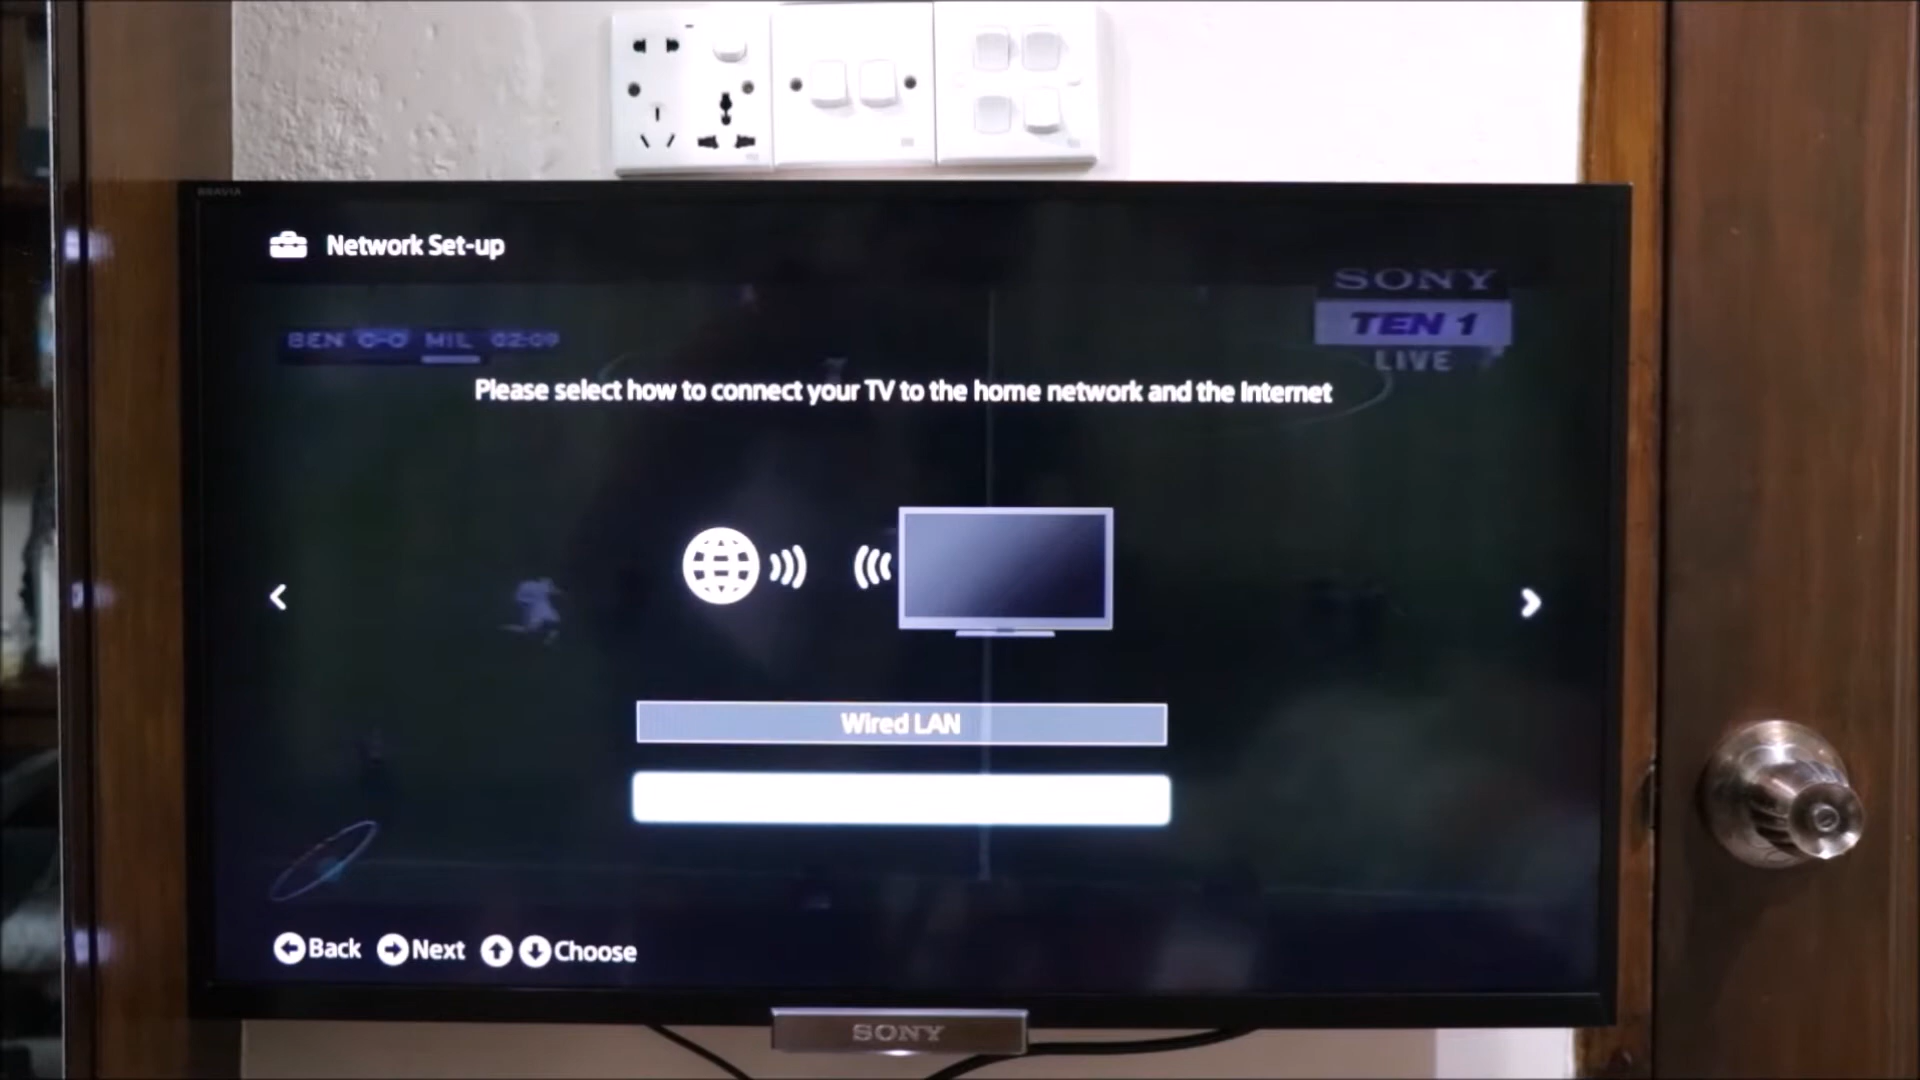 BRAVIA
Network Set-up
SONY
TEN 1
LIVE
BEN 0-0 MIL 02:09
Please select how to connect your TV to the home network and the Internet
Wired LAN
Back Next Choose
SONY